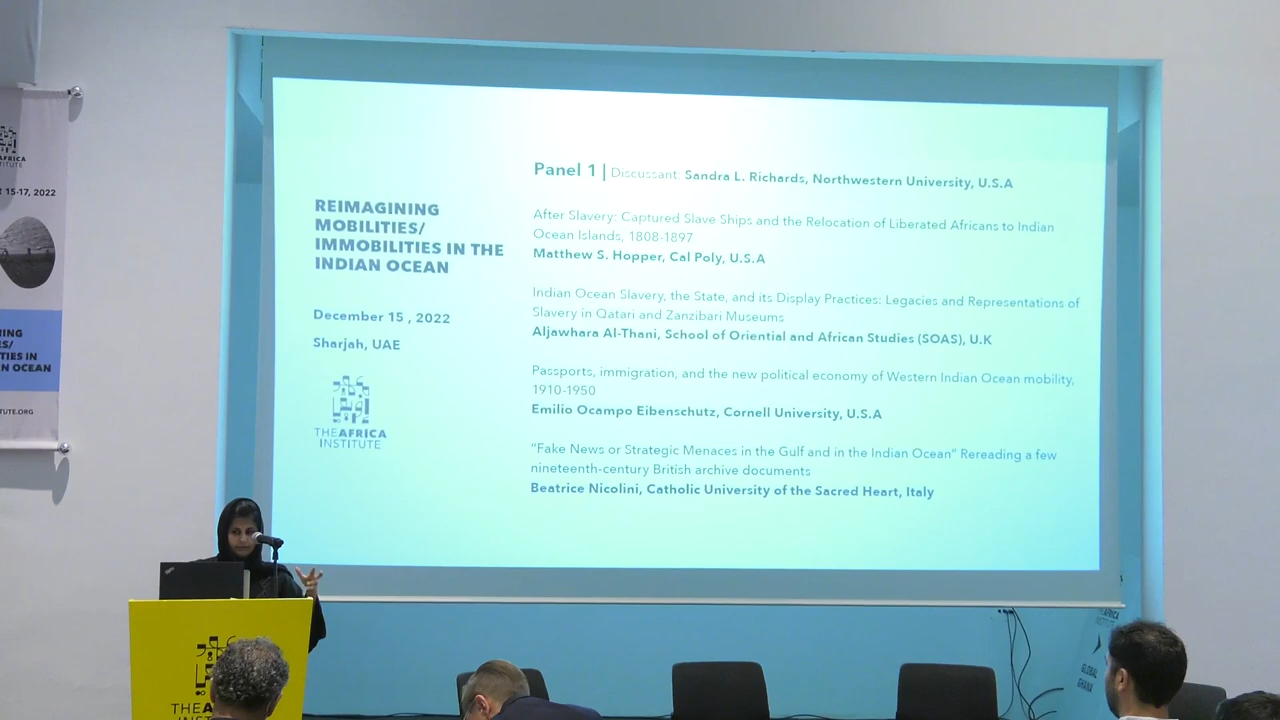 AFRICA
15-17, 2022
IN
N OCEAN
REIMAGINING
MOBILITIES/
IMMOBILITIES IN THE
INDIAN OCEAN
December 15 , 2022
Sharjah, UAE
THEAFRICA
INSTITUTE
Panel 1 | Discussant: Sandra L. Richards, Northwestern University, U.S.A
After Slavery: Captured Slave Ships and the Relocation of Liberated Africans to Indian
Ocean Islands, 1808-1897
Matthew S. Hopper, Cal Poly, U.S.A
Indian Ocean Slavery, the State, and its Display Practices: Legacies and Representations of
Slavery in Qatari and Zanzibari Museums
Aljawhara Al-Thani, School of Oriential and African Studies (SOAS), U.K
Passports, immigration, and the new political economy of Western Indian Ocean mobility,
1910-1950
Emilio Ocampo Eibenschutz, Cornell University, U.S.A
“Fake News or Strategic Menaces in the Gulf and in the Indian Ocean” Rereading a few
nineteenth-century British archive documents
Beatrice Nicolini, Catholic University of the Sacred Heart, Italy
GLOBAL
GHANA